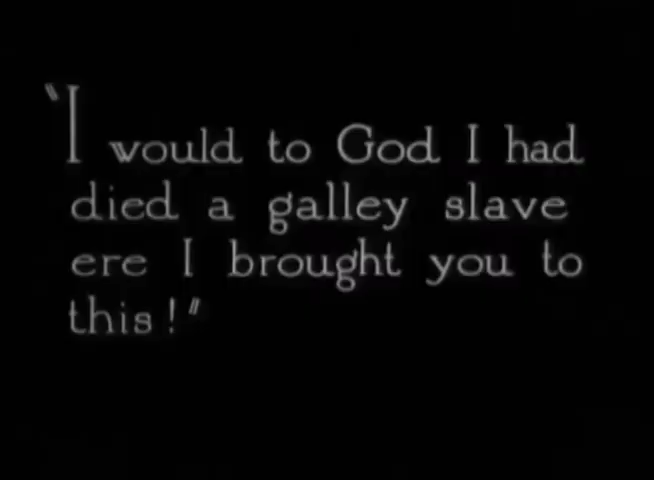 "I would to God I had
died a galley slave
ere I brought you to
this!"